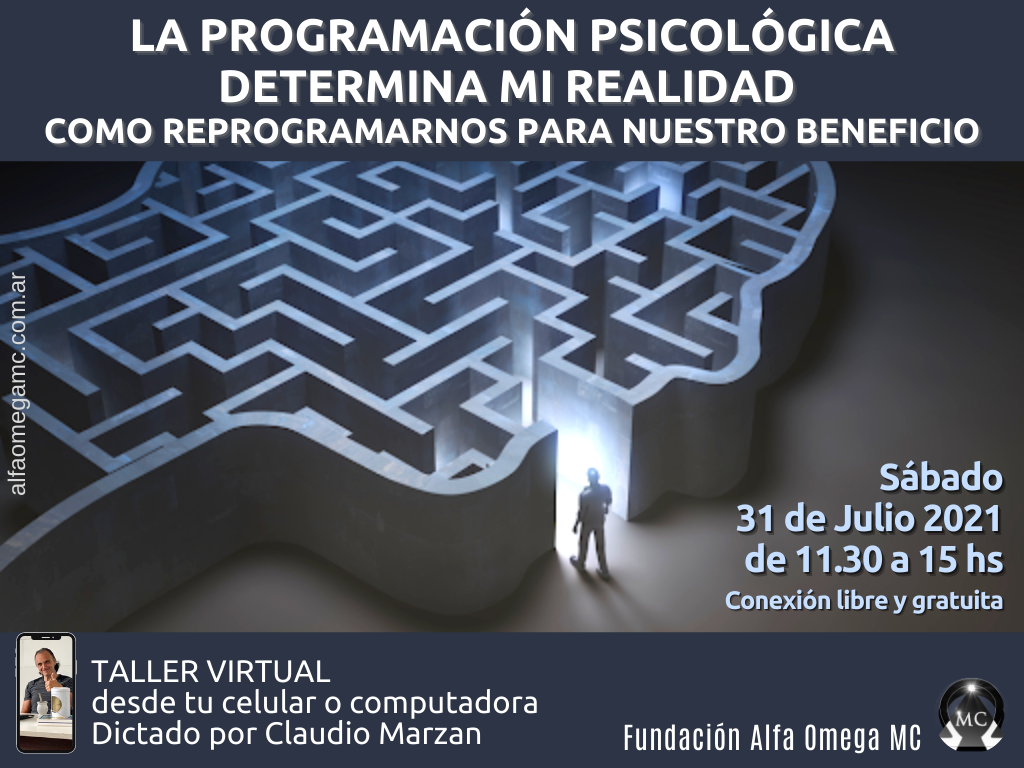 LA PROGRAMACIÓN PSICOLÓGICA
DETERMINA MI REALIDAD
COMO REPROGRAMARNOS PARA NUESTRO BENEFICIO
alfaomegamc.com.ar
Sábado
31 de Julio 2021
de 11.30 a 15 hs
Conexión libre y gratuita
TALLER VIRTUAL
desde tu celular o computadora
Dictado por Claudio Marzan
Fundación Alfa Omega MC
MC